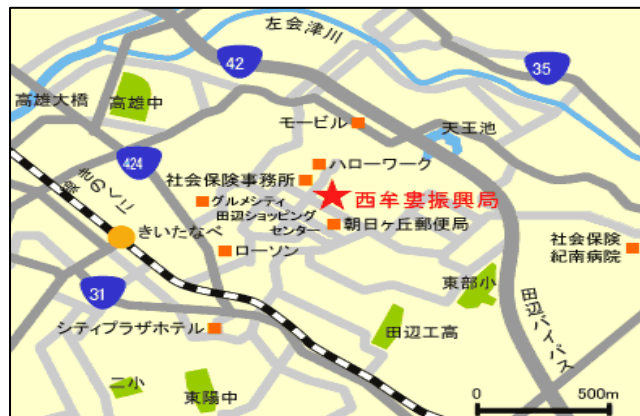 左会津川
42
35
高雄大橋
高雄中
モービル
天王池
424
ハローワーク
社会保険事務所
西牟婁振興局
グルメシティ
田辺ショッピング
センター
朝日ヶ丘郵便局
きのくに線
きいたなべ
ローソン
社会保険
紀南病院
31
東部小
田辺バイパス
シティプラザホテル
田辺工高
二小
東陽中
0
500m